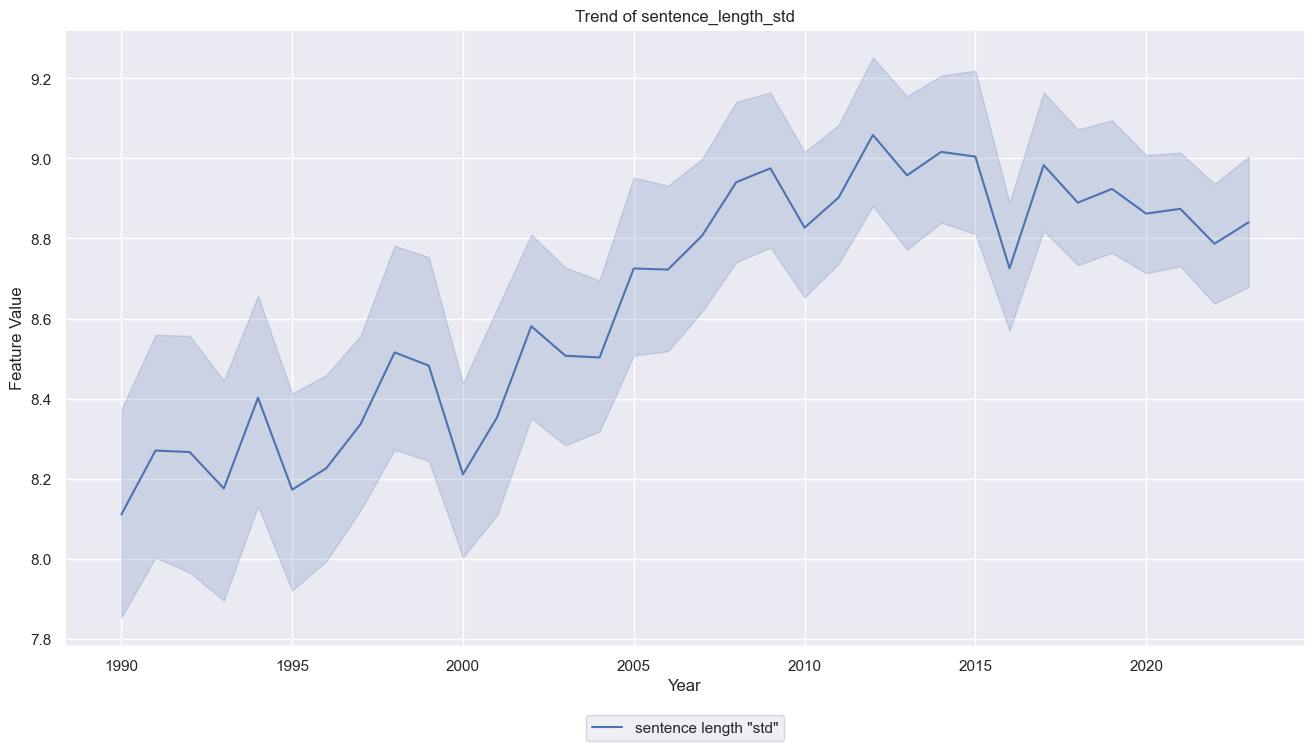 Trend of sentence_length_std
Feature Value
9.2
9.0
8.8
8.6
8.4
8.2
8.0
7.8
1990 1995 2000 2005 2010 2015 2020
Year
sentence length "std"